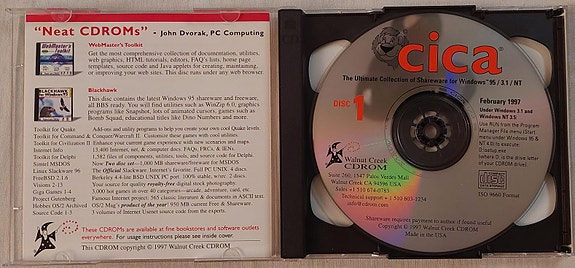 “Neat CDROMs” - John Dvorak, PC Computing
WebMaster's Toolkit
Get the most comprehensive collection of documentation, utilities,
web graphics, HTML tutorials, editors, FAQ's lists, home page
templates, source code and Java applets for creating, maintaining,
or improving your web sites. This disc runs under any web browser.
Blackhawk
This disc contains the latest Windows 95 shareware and freeware,
all BBS ready. You will find utilities such as WinZip 6.0, graphics
programs like Snapshot, lots of animated cursors, games such as
Bomb Squad, educational titles like Dino Numbers and more.
Toolkit for Quake Add-ons and utility programs to help you create your own cool Quake levels.
Toolkit for Command & Conquer/Warcraft II. Customize these games with cool utilities
Toolkit for Civilization II Enhance your current game experience with new scenarios and maps
Internet Info 15,400 Internet, net & computer docs, FAQs, RFCs, & IENs
Toolkit for Delphi 1,382 files of components, utilities, tools, and source code for Delphi.
Simtel MSDOS Now Two disc set--1,000 MB shareware/freeware for MSDOS
Linux Slackware 96 The Official Slackware. Internet's Favorite. Full PC UNIX. 4 discs.
FreeBSD 2.1.6 Berkeley 4.4-lite BSD UNIX PC port. 100% stable, w/src. 2 discs.
Visions 2-13 Your source for quality royalty-free digital stock photography.
Giga Games 1-4 3,000 hot games in over 40 categories—arcade, adventure, card, etc.
Project Gutenberg Famous Internet project: 565 classic literature & documents in ASCII text
Hobbes OS/2 Archived OS/2 Mag's product of the year! 950 MB current Free & Shareware
Source Code 1-3 3 volumes of Internet Usenet source code from the experts.
These CDROMs are available at fine bookstores and software outlets
everywhere. For usage instructions please see inside cover.
This CD copyright © 1997 Walnut Creek CDROM
cica®
The Ultimate Collection of Shareware for Windows™ 95 / 3.1 / NT
DISC 1
February 1997
Under Windows 3.1 and
Windows NT 3.5
Use RUN from the Program
Manager File menu (Start
menu under Windows 95 &
NT 4.0) to execute
D:\setup.exe
(where D: is the drive letter
of your CDROM drive).
Walnut Creek
CDROM
Suite 260, 1547 Palos Verdes Mall
Walnut Creek CA 94596 USA
Sales +1 510 674-0783
Technical support + 1 510 603-1234
info@cdrom.com
COMPACT
disc
ISO 9660 Format
Shareware requires payment to author if found useful.
Copyright © 1997 Walnut Creek CDROM
Made in the USA